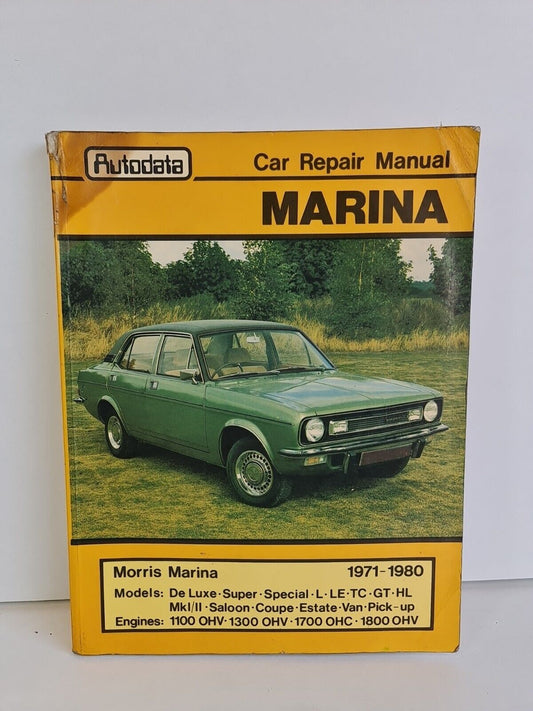 Autodata
Car Repair Manual
MARINA
Morris Marina 1971-1980
Models: De Luxe·Super·Special·L·LE·TC·GT·HL
MkI/II·Saloon·Coupe·Estate·Van·Pick-up
Engines: 1100 OHV·1300 OHV·1700 OHC·1800 OHV